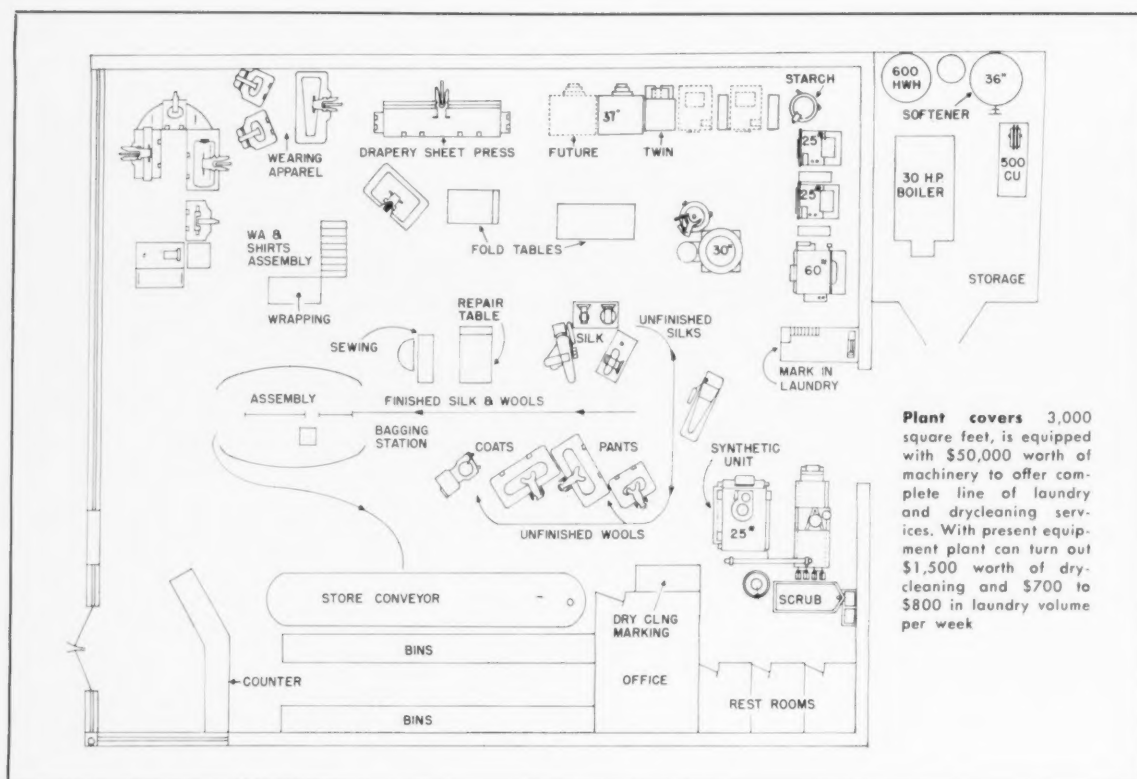 600
HWH
36"
SOFTENER
STARCH
37"
25#
WEARING
APPAREL
DRAPERY SHEET PRESS
FUTURE
TWIN
25#
30 H.P.
BOILER
500
CU
WA &
SHIRTS
ASSEMBLY
FOLD TABLES
30"
60#
STORAGE
WRAPPING
REPAIR
TABLE
SEWING
SILK
UNFINISHED
SILKS
MARK IN
LAUNDRY
ASSEMBLY
FINISHED SILK & WOOLS
BAGGING
STATION
COATS
PANTS
SYNTHETIC
UNIT
25#
UNFINISHED WOOLS
STORE CONVEYOR
DRY CLNG
MARKING
SCRUB
BINS
COUNTER
OFFICE
REST ROOMS
BINS
Plant covers 3,000
square feet, is equipped
with $50,000 worth of
machinery to offer com-
plete line of laundry
and drycleaning serv-
ices. With present equip-
ment plant can turn out
$1,500 worth of dry-
cleaning and $700 to
$800 in laundry volume
per week